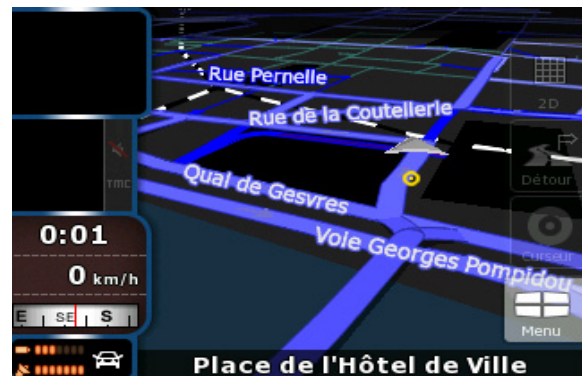 Rue Pernelle
Rue de la Coutellerie
2D
TMC
Détour
Quai de Gesvres
0:01
Voie Georges Pompidou
Curseur
0 km/h
E SE S
Menu
Place de l'Hôtel de Ville